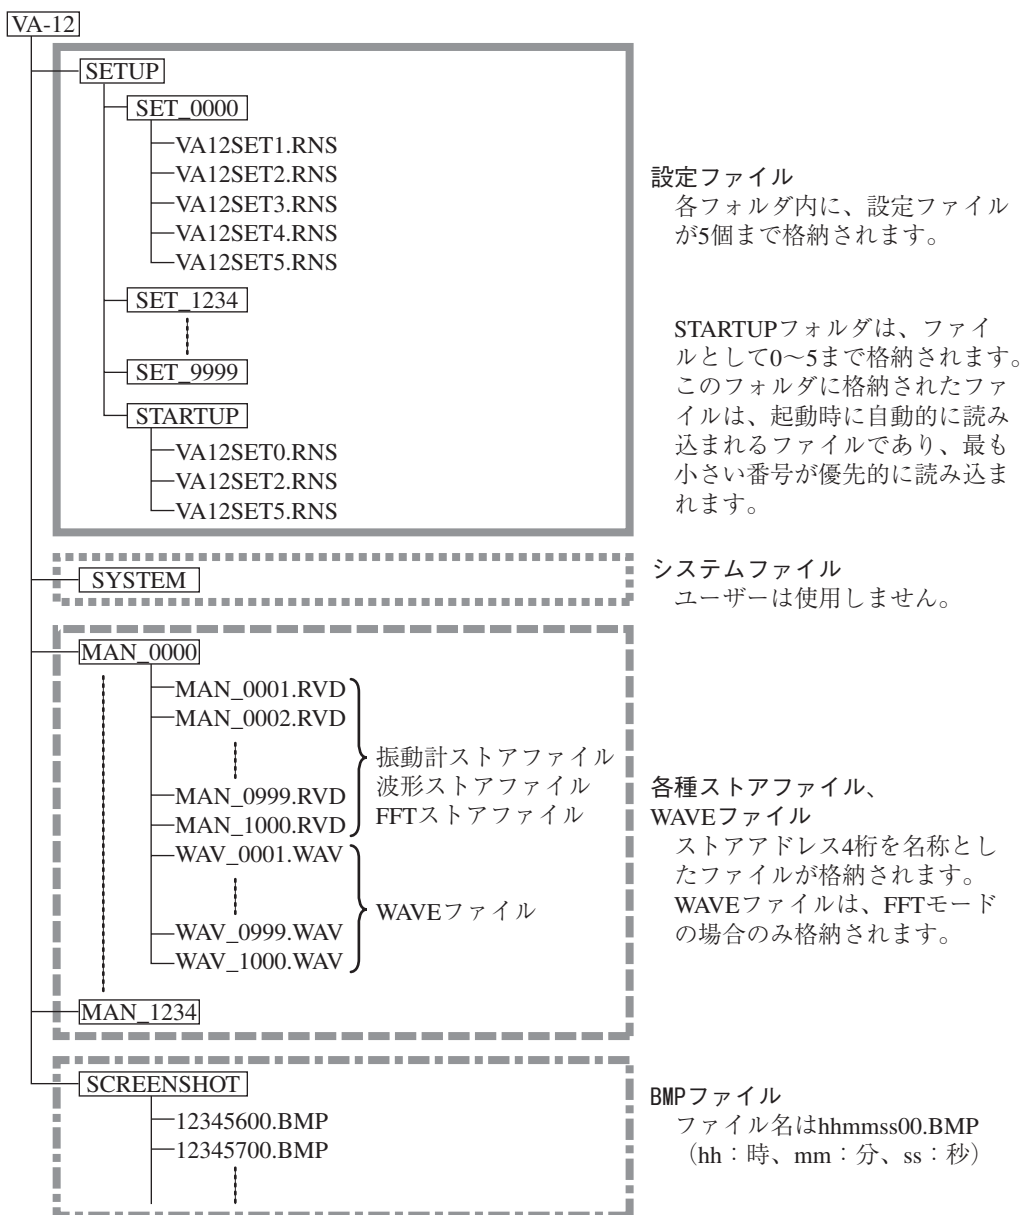 VA-12
SETUP
SET_0000
VA12SET1.RNS
VA12SET2.RNS
VA12SET3.RNS
VA12SET4.RNS
VA12SET5.RNS
SET_1234
SET_9999
STARTUP
VA12SET0.RNS
VA12SET2.RNS
VA12SET5.RNS
設定ファイル
各フォルダ内に、設定ファイル
が5個まで格納されます。
STARTUPフォルダは、ファイ
ルとして0~5まで格納されます。
このフォルダに格納されたファ
イルは、起動時に自動的に読み
込まれるファイルであり、最も
小さい番号が優先的に読み込ま
れます。
SYSTEM
システムファイル
ユーザーは使用しません。
MAN_0000
MAN_0001.RVD
MAN_0002.RVD
MAN_0999.RVD
MAN_1000.RVD
振動計ストアファイル
波形ストアファイル
FFTストアファイル
WAV_0001.WAV
WAV_0999.WAV
WAV_1000.WAV
WAVEファイル
MAN_1234
各種ストアファイル、
WAVEファイル
ストアアドレス4桁を名称とし
たファイルが格納されます。
WAVEファイルは、FFTモード
の場合のみ格納されます。
SCREENSHOT
12345600.BMP
12345700.BMP
BMPファイル
ファイル名はhhmmss00.BMP
(hh:時、mm:分、ss:秒)